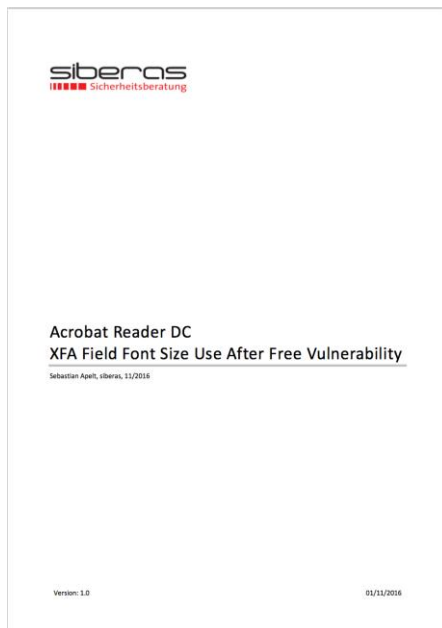 siberas
Sicherheitsberatung
Acrobat Reader DC
XFA Field Font Size Use After Free Vulnerability
Sebastian Apelt, siberas, 11/2016
Version: 1.0
01/11/2016